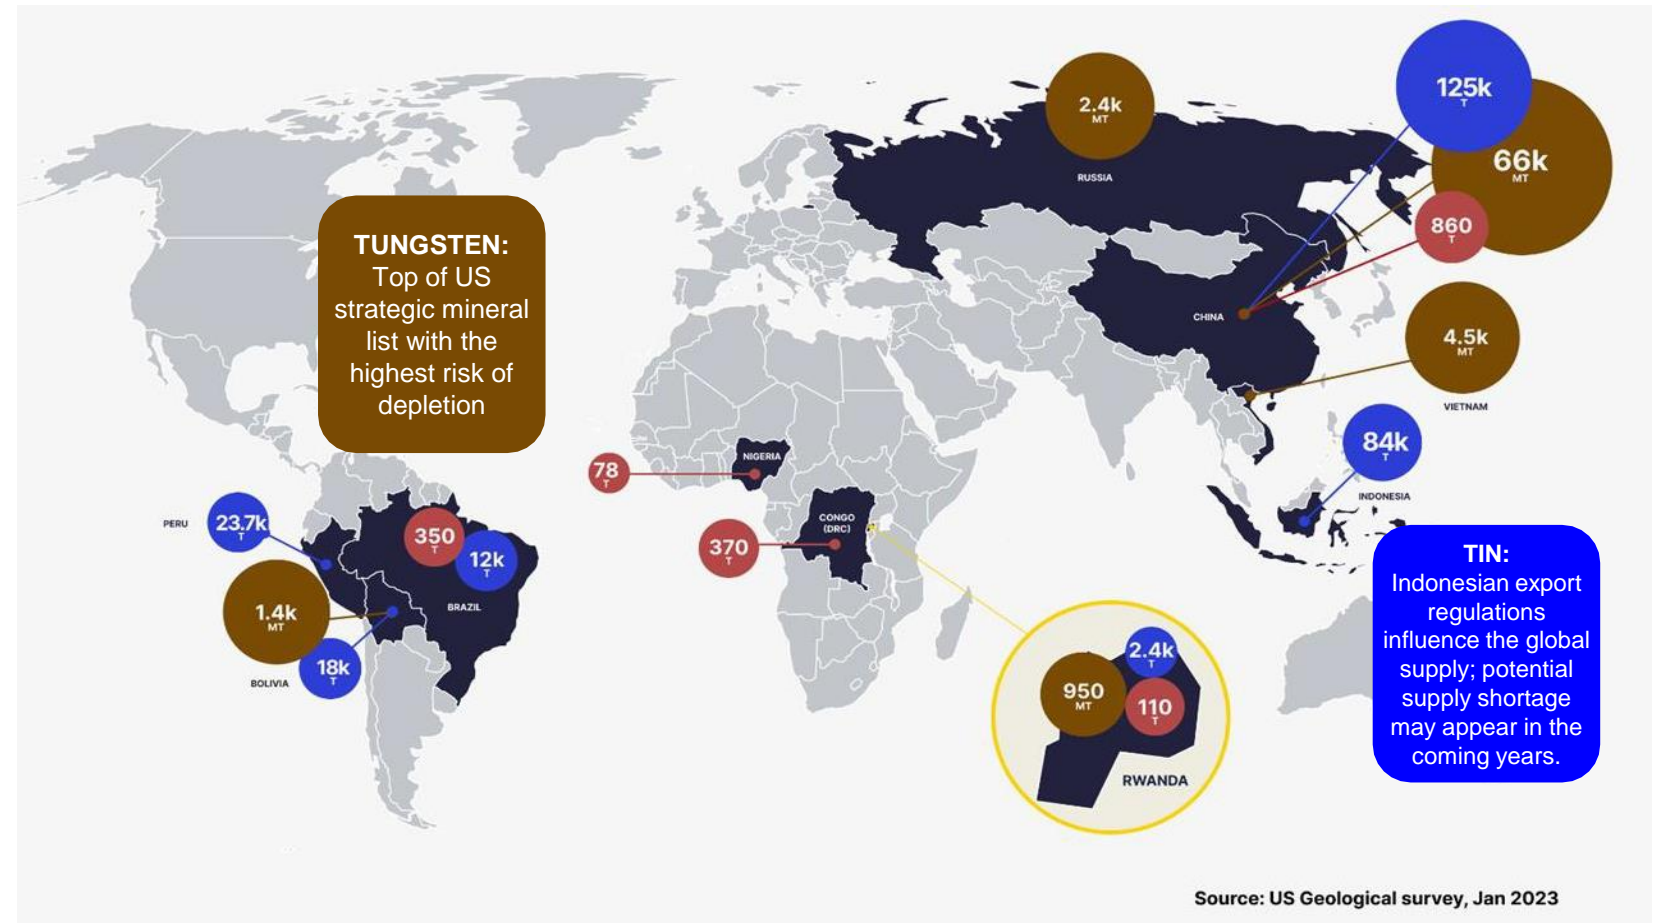 2.4k
MT
RUSSIA
125k
T
66k
MT
860
T
CHINA
4.5k
MT
VIETNAM
84k
T
INDONESIA
TUNGSTEN:
Top of US
strategic mineral
list with the
highest risk of
depletion
NIGERIA
78
T
CONGO
(DRC)
370
T
PERU
23.7k
T
350
T
12k
T
BRAZIL
1.4k
MT
18k
T
BOLIVIA
2.4k
T
950
MT
110
T
RWANDA
TIN:
Indonesian export
regulations
influence the global
supply; potential
supply shortage
may appear in the
coming years.
Source: US Geological survey, Jan 2023